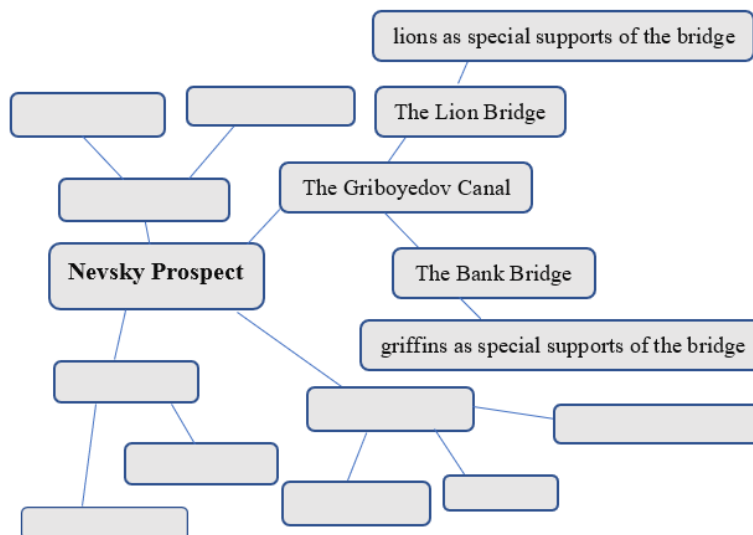 lions as special supports of the bridge
The Lion Bridge
The Griboyedov Canal
Nevsky Prospect
The Bank Bridge
griffins as special supports of the bridge